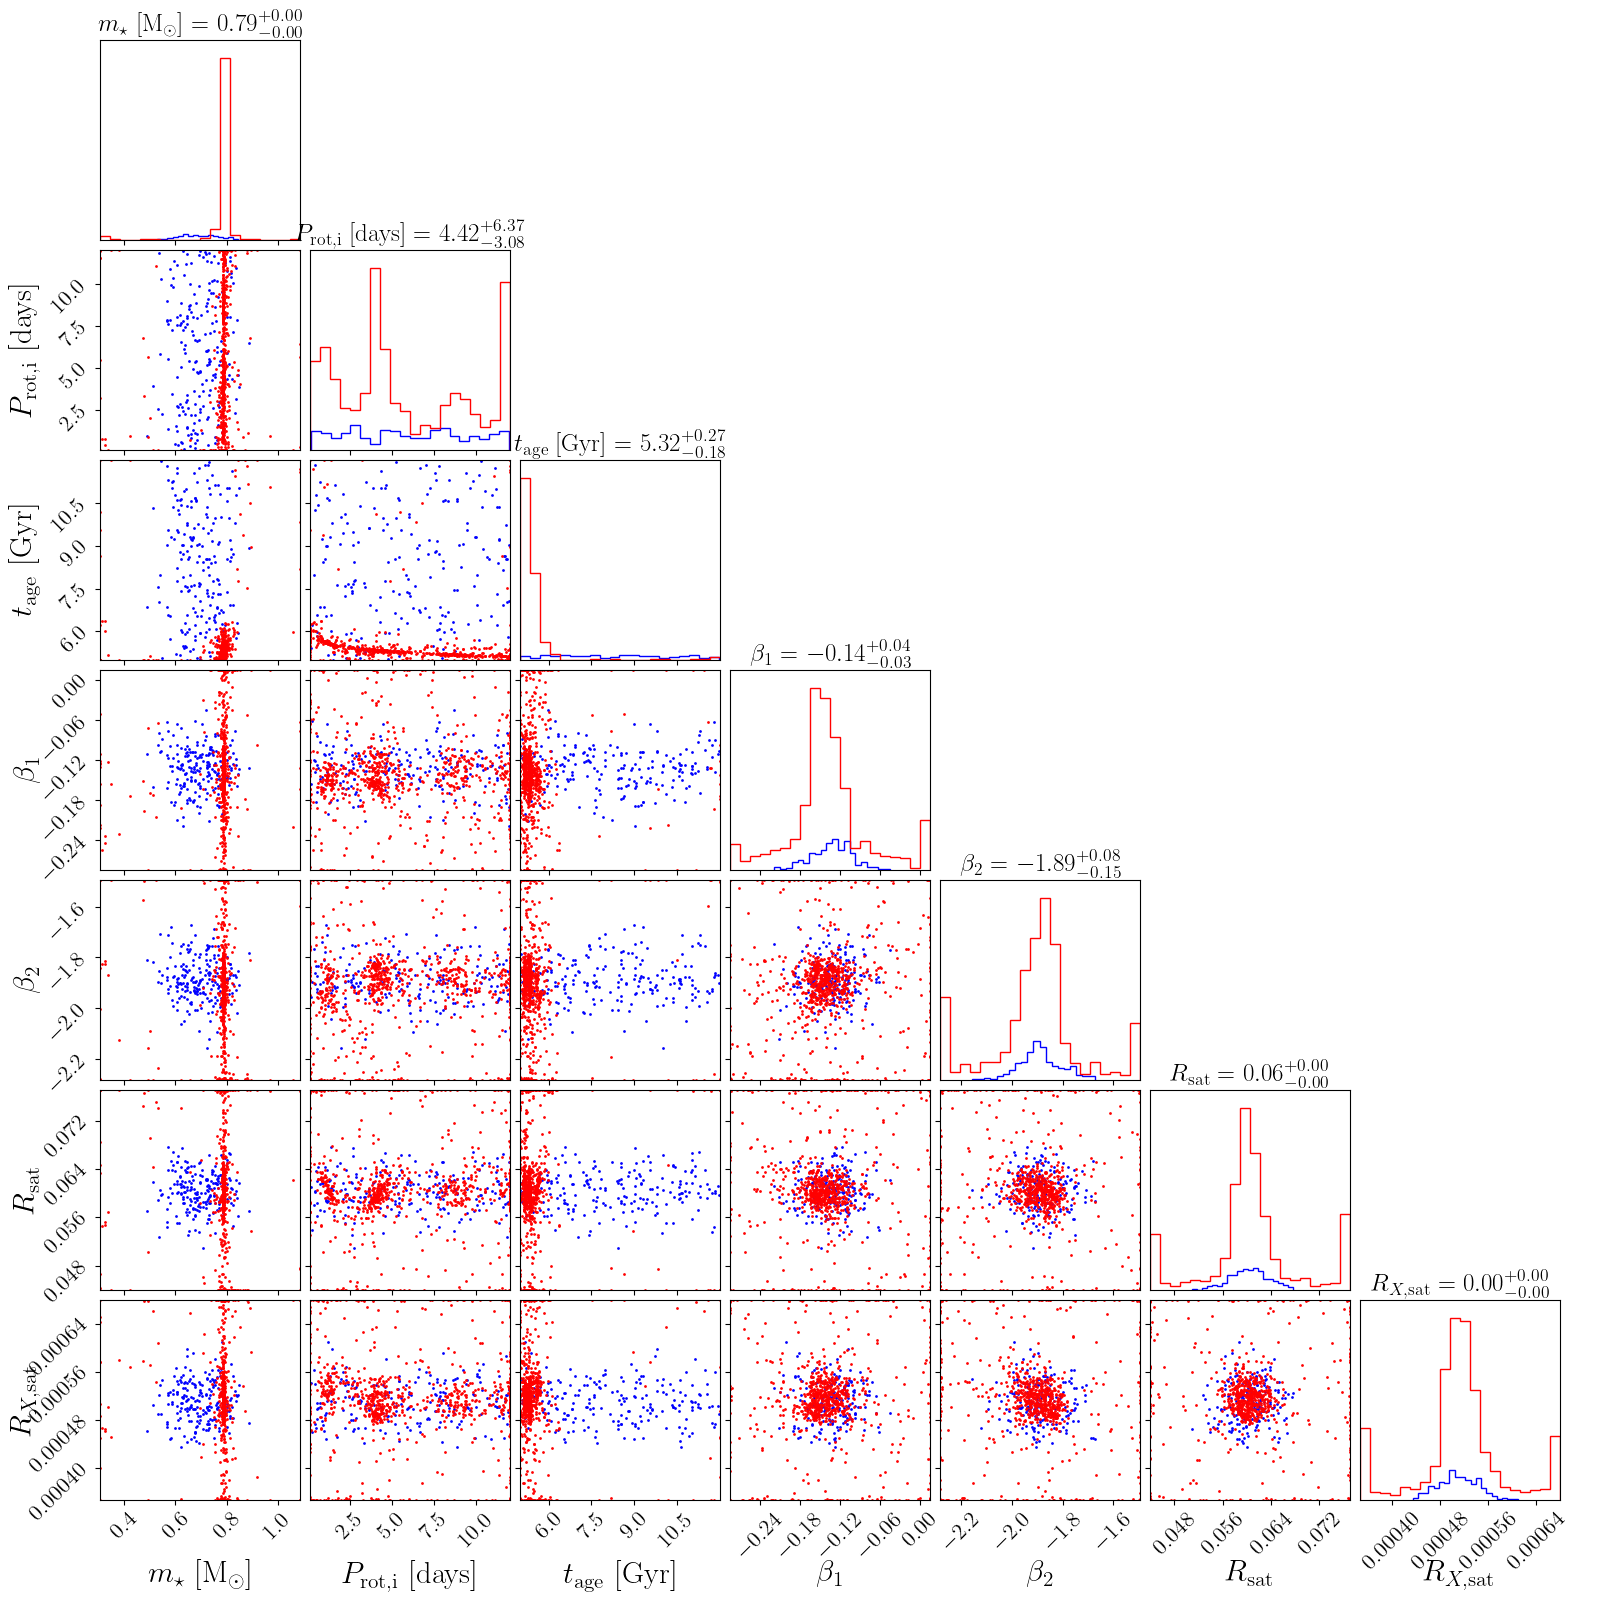 m⋆ [M⊙] = 0.79 +0.00 −0.00
Prot,i [days] = 4.42 +6.37 −3.08
10.0
7.5
5.0
2.5
Prot,i [days]
tage [Gyr] = 5.32 +0.27 −0.18
10.5
9.0
7.5
6.0
tage [Gyr]
β1 = −0.14 +0.04 −0.03
0.00
−0.06
−0.12
−0.18
−0.24
β1
β2 = −1.89 +0.08 −0.15
−1.6
−1.8
−2.0
−2.2
β2
Rsat = 0.06 +0.00 −0.00
0.072
0.064
0.056
0.048
Rsat
RX,sat = 0.00 +0.00 −0.00
0.00064
0.00056
0.00048
0.00040
RX,sat
0.4 0.6 0.8 1.0
2.5 5.0 7.5 10.0
6.0 7.5 9.0 10.5
−0.24 −0.18 −0.12 −0.06 0.00
−2.2 −2.0 −1.8 −1.6
0.048 0.056 0.064 0.072
0.00040 0.00048 0.00056 0.00064
m⋆ [M⊙]
Prot,i [days]
tage [Gyr]
β1
β2
Rsat
RX,sat